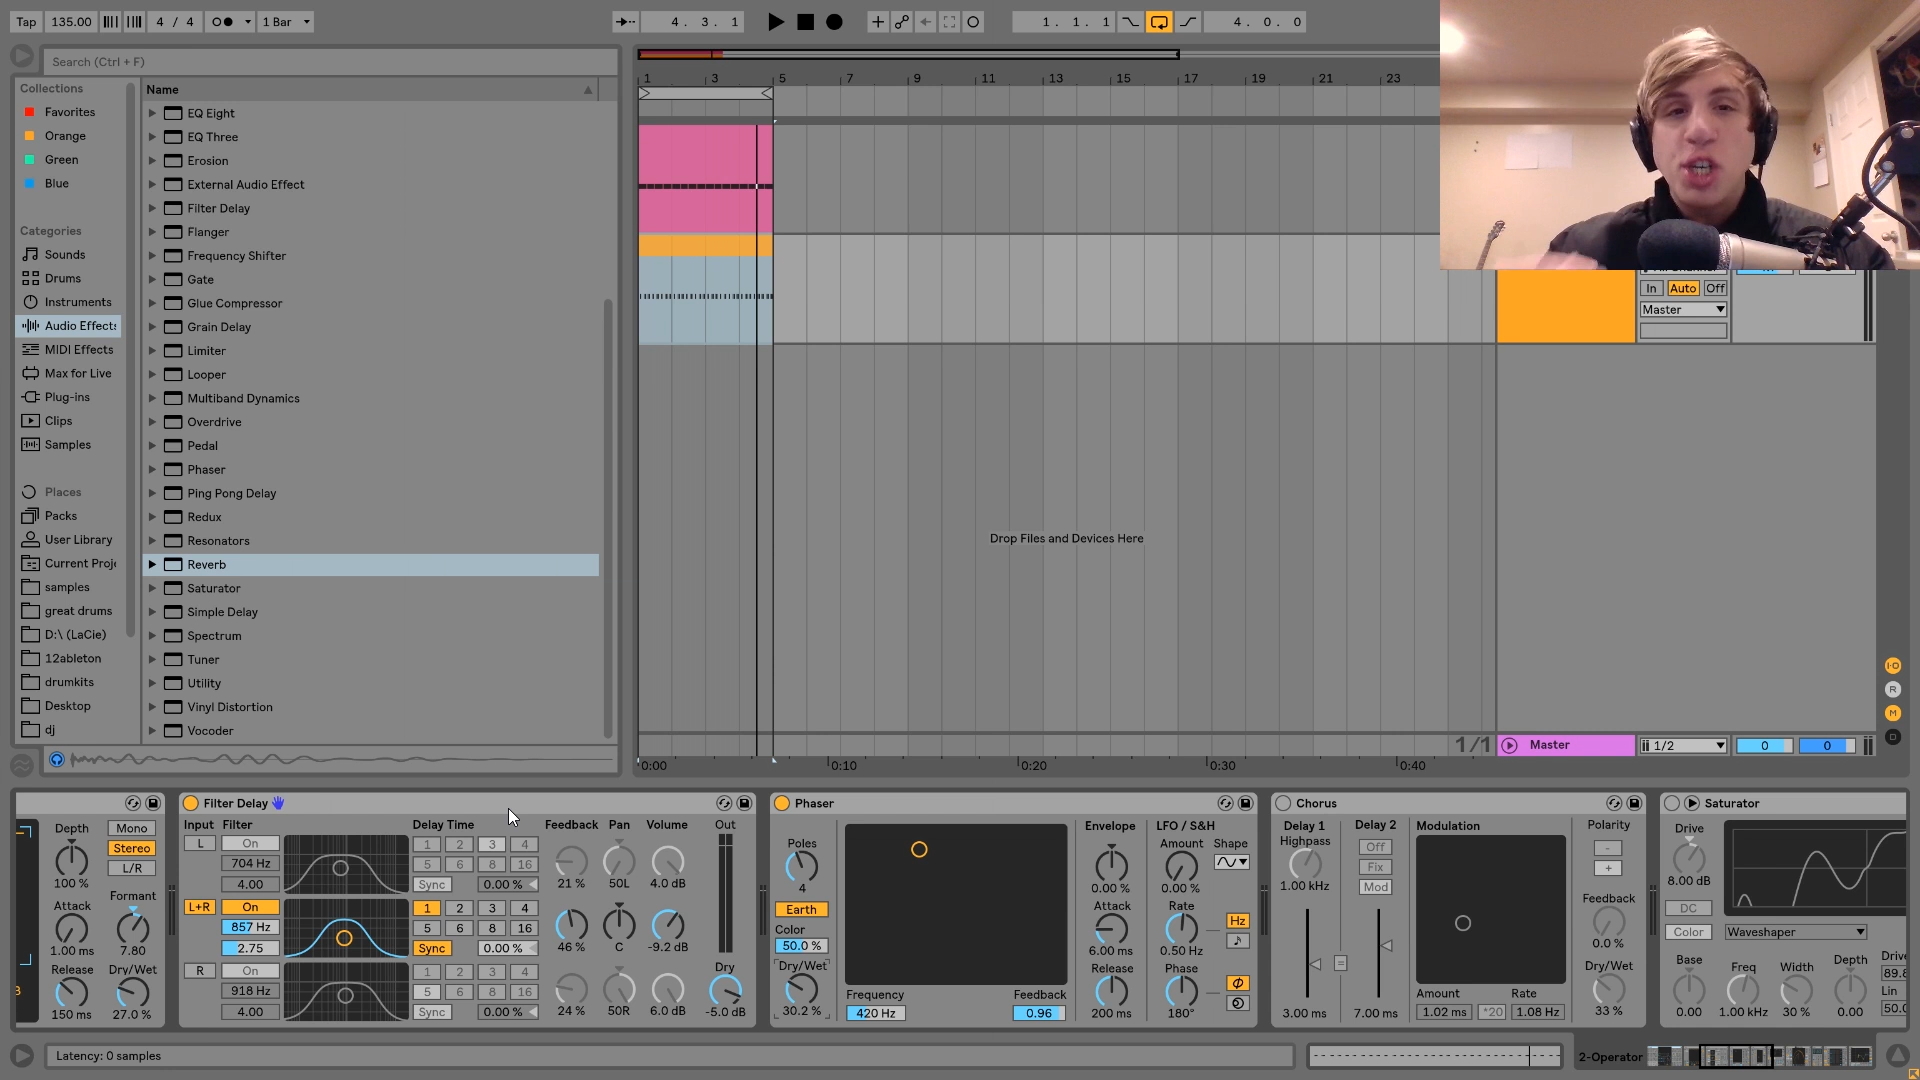 Tap 135.00 4 / 4 1 Bar 4. 3. 1 1. 1. 1 4. 0. 0
Search (Ctrl + F)
Collections
Favorites
Orange
Green
Blue
Categories
Sounds
Drums
Instruments
Audio Effects
MIDI Effects
Max for Live
Plug-ins
Clips
Samples
Places
Packs
User Library
Current Proje
samples
great drums
D:\ (LaCie)
12ableton
drumkits
Desktop
dj
Name
EQ Eight
EQ Three
Erosion
External Audio Effect
Filter Delay
Flanger
Frequency Shifter
Gate
Glue Compressor
Grain Delay
Limiter
Looper
Multiband Dynamics
Overdrive
Pedal
Phaser
Ping Pong Delay
Redux
Resonators
Reverb
Saturator
Simple Delay
Spectrum
Tuner
Utility
Vinyl Distortion
Vocoder
1 3 5 7 9 11 13 15 17 19 21 23
Drop Files and Devices Here
In Auto Off
Master
1/1 Master 1/2 0 0
0:00 0:10 0:20 0:30 0:40
I·O
R
M
D
Depth
100 %
Mono
Stereo
L/R
Attack
1.00 ms
Formant
7.80
Release
150 ms
Dry/Wet
27.0 %
Filter Delay
Input Filter Delay Time Feedback Pan Volume Out
L On 1 2 3 4
704 Hz 5 6 8 16
4.00 Sync 0.00 % 21 % 50L 4.0 dB
L+R On 1 2 3 4
857 Hz 5 6 8 16
2.75 Sync 0.00 % 46 % C -9.2 dB
R On 1 2 3 4
918 Hz 5 6 8 16
4.00 Sync 0.00 % 24 % 50R 6.0 dB
Dry
-5.0 dB
Phaser
Poles
4
Earth
Color
50.0 %
Dry/Wet
30.2 %
Frequency Feedback
420 Hz 0.96
Envelope
0.00 %
Attack
6.00 ms
Release
200 ms
LFO / S&H
Amount Shape
0.00 %
Rate
0.50 Hz
Hz
Phase
180°
Chorus
Delay 1
Highpass
1.00 kHz
3.00 ms
Delay 2
Off
Fix
Mod
7.00 ms
=
Modulation
Amount Rate
1.02 ms *20 1.08 Hz
Polarity
-
+
Feedback
0.0 %
Dry/Wet
33 %
Saturator
Drive
8.00 dB
DC
Color
Waveshaper
Base Freq Width Depth
0.00 1.00 kHz 30 % 0.00
Drive
89.8
Lin
50.0
Latency: 0 samples
2-Operator